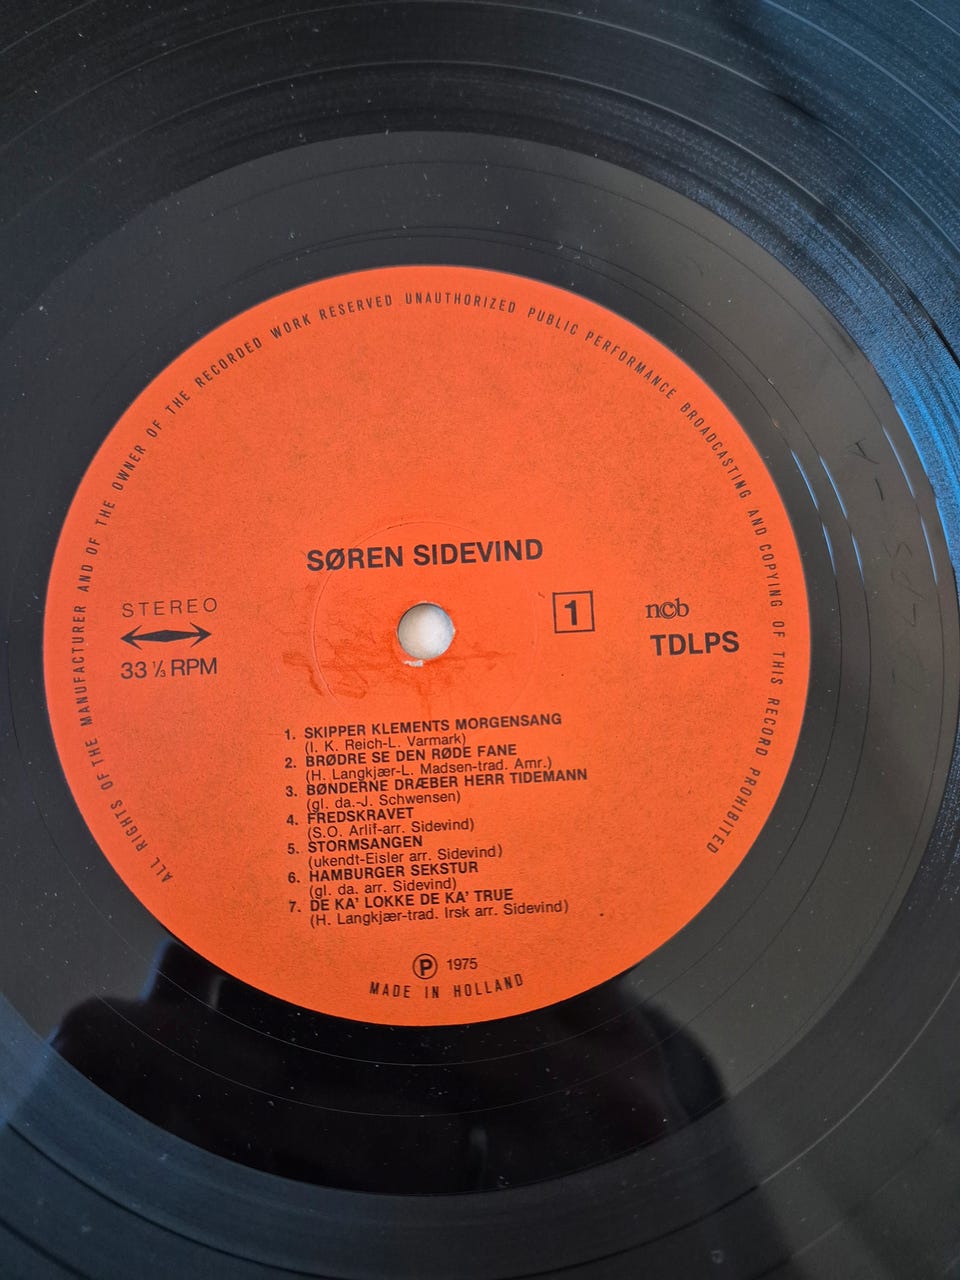 ALL RIGHTS OF THE MANUFACTURER AND OF THE OWNER OF THE RECORDED WORK RESERVED UNAUTHORIZED PUBLIC PERFORMANCE BROADCASTING AND COPYING OF THIS RECORD PROHIBITED
SØREN SIDEVIND
STEREO
33 ⅓ RPM
1
ncb
TDLPS
1. SKIPPER KLEMENTS MORGENSANG
(I. K. Reich-L. Varmark)
2. BRØDRE SE DEN RØDE FANE
(H. Langkjær-L. Madsen-trad. Amr.)
3. BØNDERNE DRÆBER HERR TIDEMANN
(gl. da.-J. Schwensen)
4. FREDSKRAVET
(S.O. Arlif-arr. Sidevind)
5. STORMSANGEN
(ukendt-Eisler arr. Sidevind)
6. HAMBURGER SEKSTUR
(gl. da. arr. Sidevind)
7. DE KA' LOKKE DE KA' TRUE
(H. Langkjær-trad. Irsk arr. Sidevind)
Ⓟ 1975
MADE IN HOLLAND